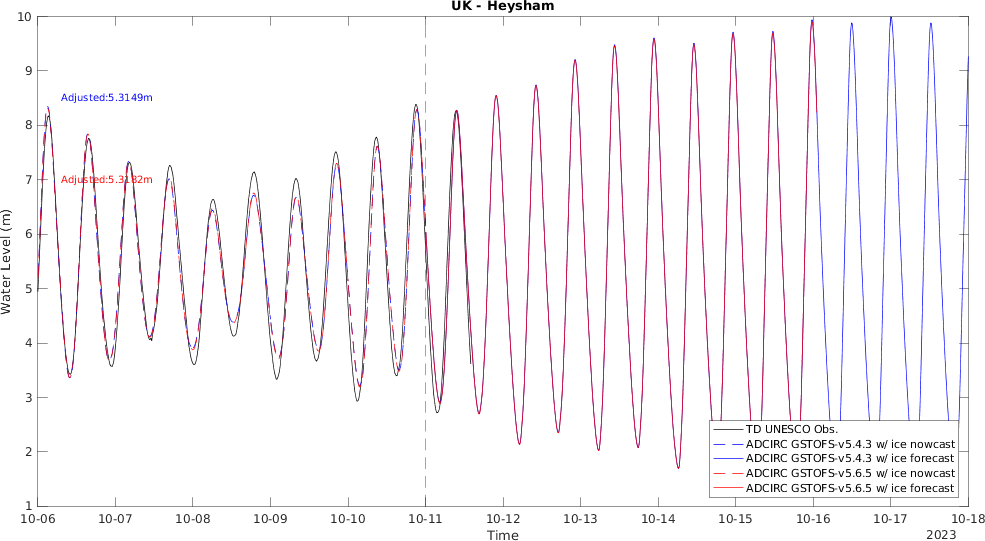 UK - Heysham
10
9
8
7
6
5
4
3
2
1
Water Level (m)
Adjusted:5.3149m
Adjusted:5.3182m
TD UNESCO Obs.
ADCIRC GSTOFS-v5.4.3 w/ ice nowcast
ADCIRC GSTOFS-v5.4.3 w/ ice forecast
ADCIRC GSTOFS-v5.6.5 w/ ice nowcast
ADCIRC GSTOFS-v5.6.5 w/ ice forecast
10-06 10-07 10-08 10-09 10-10 10-11 10-12 10-13 10-14 10-15 10-16 10-17 10-18
Time
2023